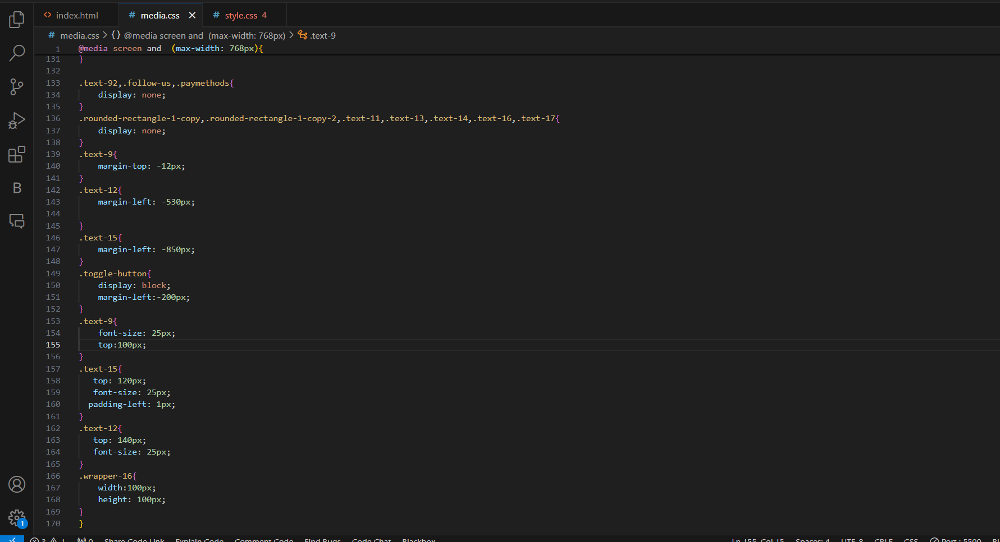 index.html
media.css
style.css 4
media.css > {} @media screen and (max-width: 768px) > .text-9
1 @media screen and  (max-width: 768px){
131 }
132
133 .text-92,.follow-us,.paymethods{
134 display: none;
135 }
136 .rounded-rectangle-1-copy,.rounded-rectangle-1-copy-2,.text-11,.text-13,.text-14,.text-16,.text-17{
137 display: none;
138 }
139 .text-9{
140 margin-top: -12px;
141 }
142 .text-12{
143 margin-left: -530px;
144
145 }
146 .text-15{
147 margin-left: -850px;
148 }
149 .toggle-button{
150 display: block;
151 margin-left:-200px;
152 }
153 .text-9{
154 font-size: 25px;
155 top:100px;
156 }
157 .text-15{
158 top: 120px;
159 font-size: 25px;
160 padding-left: 1px;
161 }
162 .text-12{
163 top: 140px;
164 font-size: 25px;
165 }
166 .wrapper-16{
167 width:100px;
168 height: 100px;
169 }
170 }
B
1
3 1 0 Share Code Link Explain Code Comment Code Find Bugs Code Chat Blackbox Ln 155, Col 15 Spaces: 4 UTF-8 CRLF CSS Port : 5500